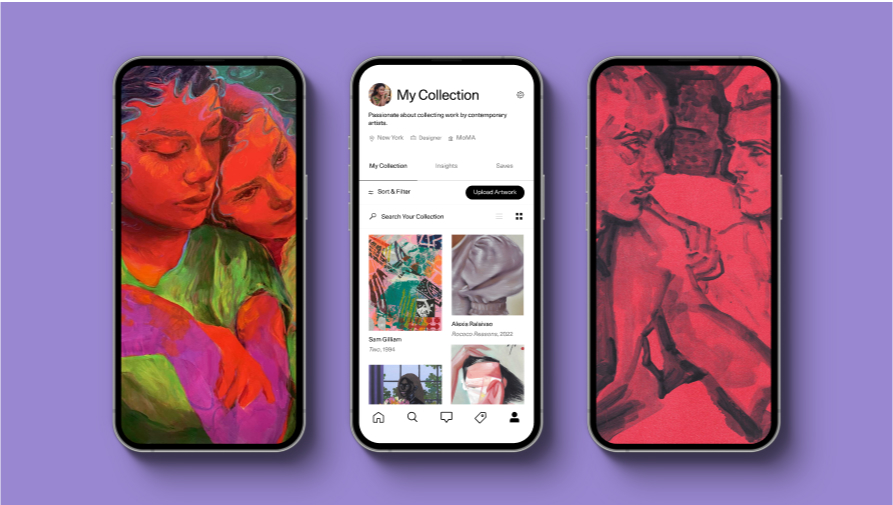 My Collection
Passionate about collecting work by contemporary
artists.
New York Designer MoMA
My Collection Insights Saves
Sort & Filter Upload Artwork
Search Your Collection
Sam Gilliam
Two, 1994
Alexis Ralaivao
Rococo Reasons, 2022